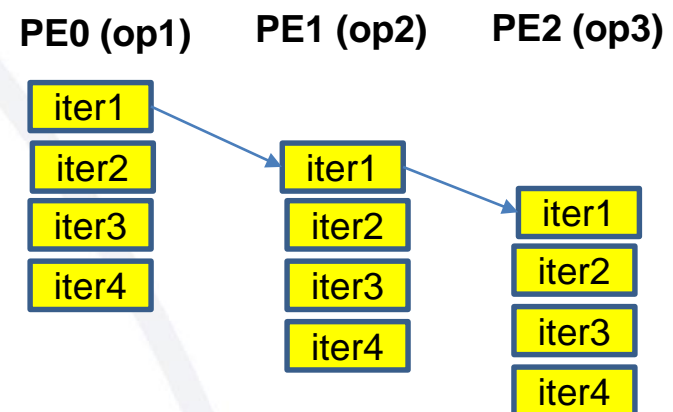 PE0 (op1)
PE1 (op2)
PE2 (op3)
iter1
iter2
iter3
iter4
iter1
iter2
iter3
iter4
iter1
iter2
iter3
iter4